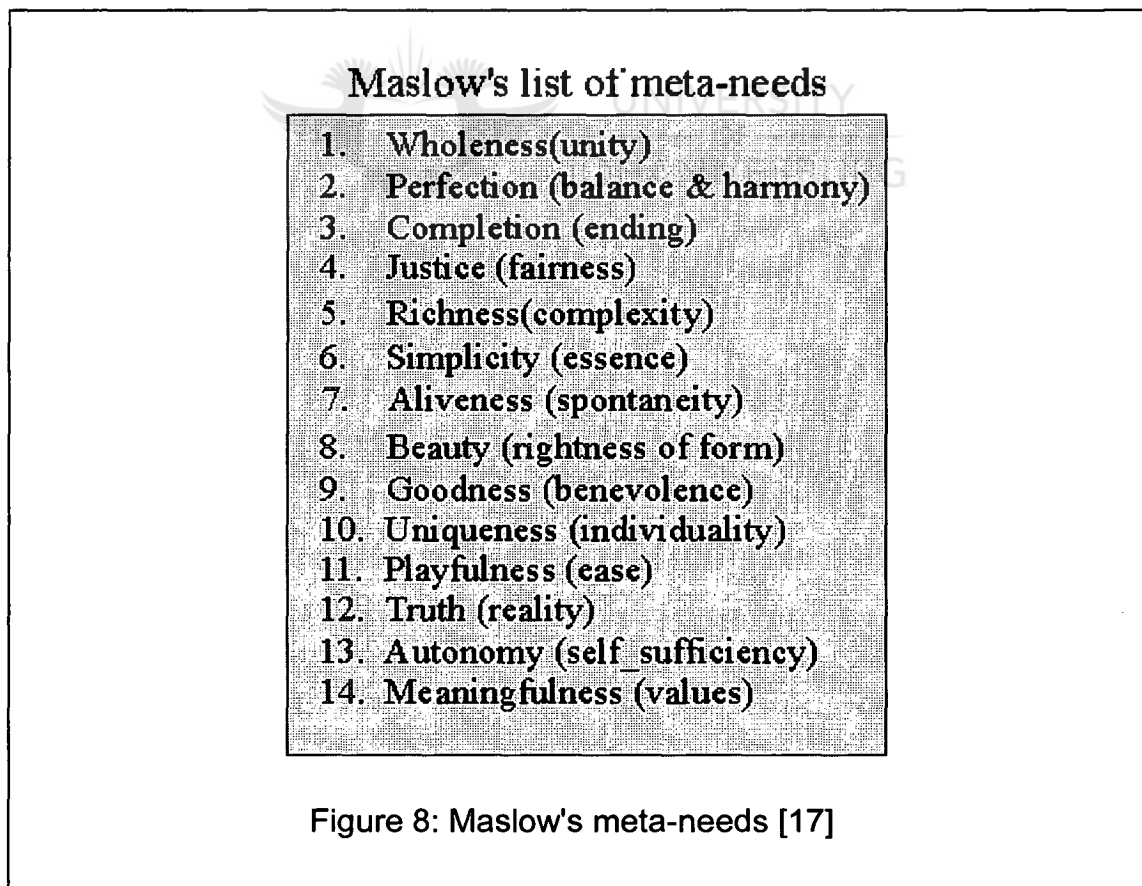 Maslow's list of meta-needs
UNIVERSITY
1. Wholeness(unity)
2. Perfection (balance & harmony)
3. Completion (ending)
4. Justice (fairness)
5. Richness(complexity)
6. Simplicity (essence)
7. Aliveness (spontaneity)
8. Beauty (rightness of form)
9. Goodness (benevolence)
10. Uniqueness (individuality)
11. Playfulness (ease)
12. Truth (reality)
13. Autonomy (self_sufficiency)
14. Meaningfulness (values)
Figure 8: Maslow's meta-needs [17]